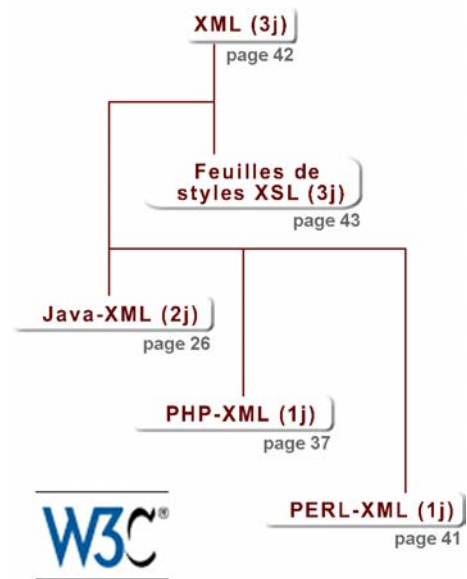 XML (3j)
page 42
Feuilles de
styles XSL (3j)
page 43
Java-XML (2j)
page 26
PHP-XML (1j)
page 37
PERL-XML (1j)
page 41
W3C®